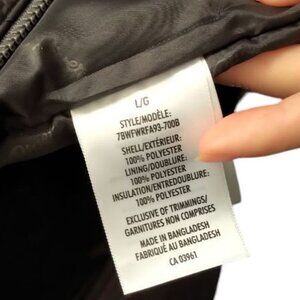 L/G
STYLE/MODÈLE:
7BWFWRFA93-700B
SHELL/EXTÉRIEUR:
100% POLYESTER
LINING/DOUBLURE:
100% POLYESTER
INSULATION/ENTREDOUBLURE:
100% POLYESTER
EXCLUSIVE OF TRIMMINGS/
GARNITURES NON COMPRISES
MADE IN BANGLADESH
FABRIQUÉ AU BANGLADESH
CA 03961